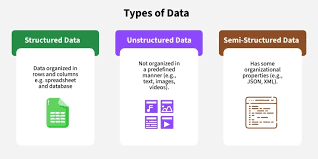 Types of Data
Structured Data
Data organized in
rows and columns
e.g. spreadsheet
and database
Unstructured Data
Not organized in
a predefined
manner (e.g.,
text, images,
videos).
Semi-Structured Data
Has some
organizational
properties (e.g.,
JSON, XML).